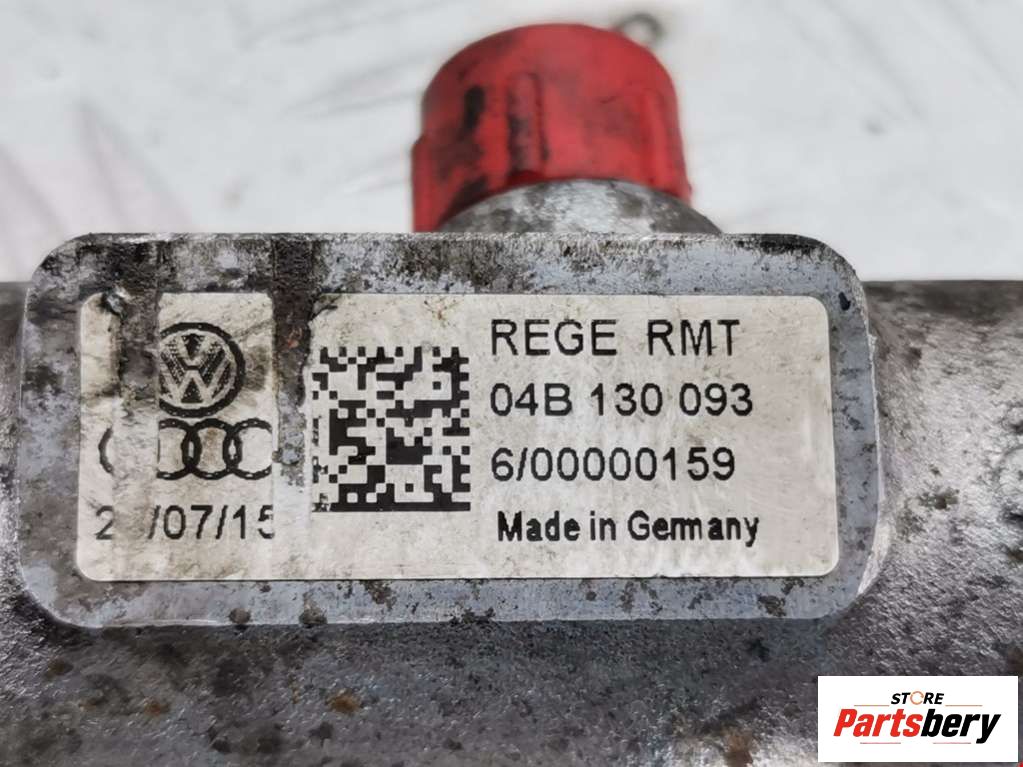 REGE RMT
04B 130 093
6/00000159
Made in Germany
/07/15
STORE
Partsbery